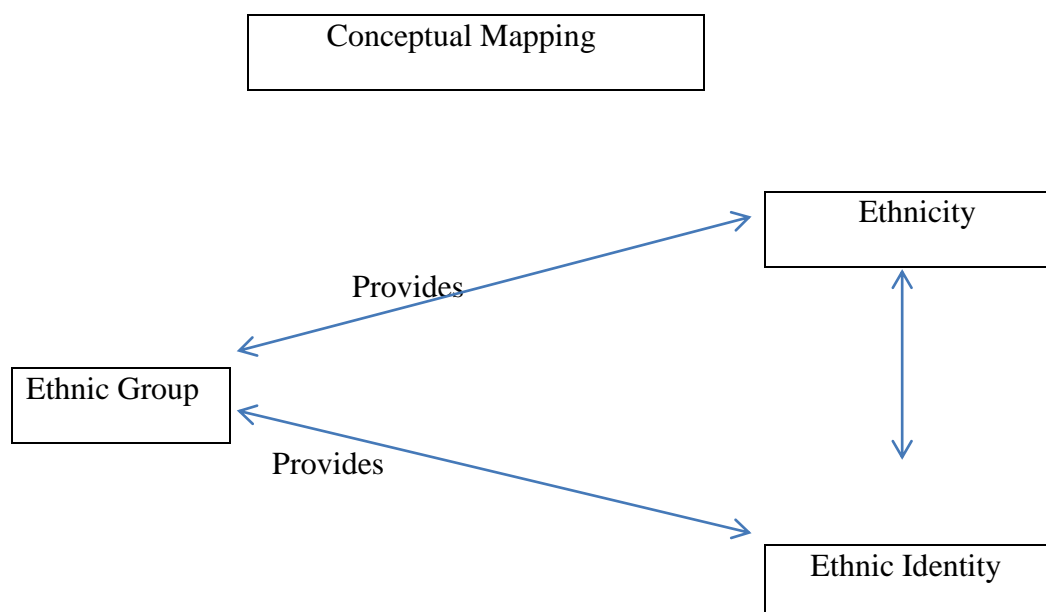 Conceptual Mapping
Ethnicity
Provides
Ethnic Group
Provides
Ethnic Identity